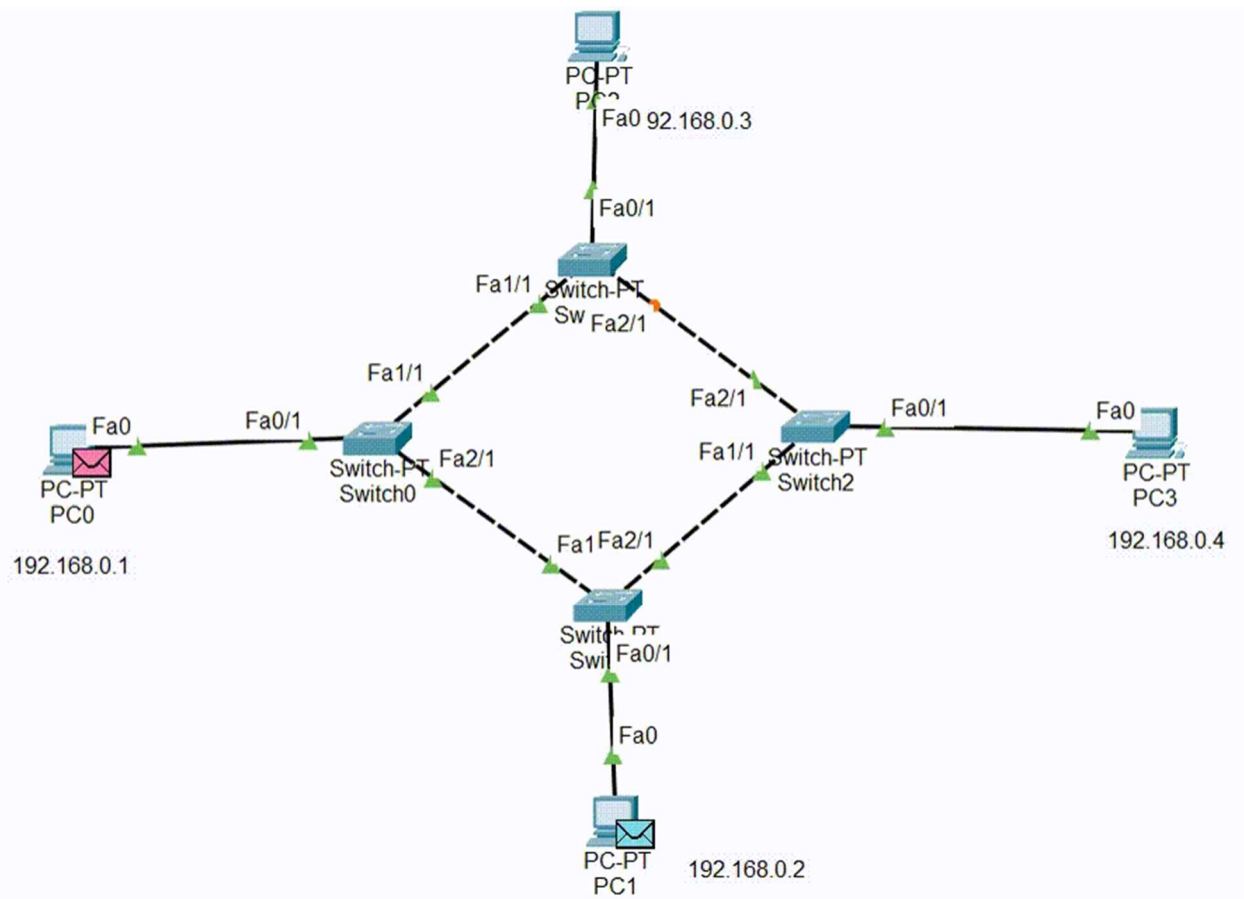 PC-PT
Fa0 92.168.0.3
Fa0/1
Fa1/1
Switch-PT
Sw
Fa2/1
Fa1/1
Fa2/1
Fa0
Fa0/1
Fa0/1
Fa0
Fa2/1
Fa1/1
Switch-PT
Switch0
Switch-PT
Switch2
PC-PT
PC0
PC-PT
PC3
192.168.0.1
192.168.0.4
Fa1
Fa2/1
Switch-PT
Swit
Fa0/1
Fa0
PC-PT
PC1
192.168.0.2